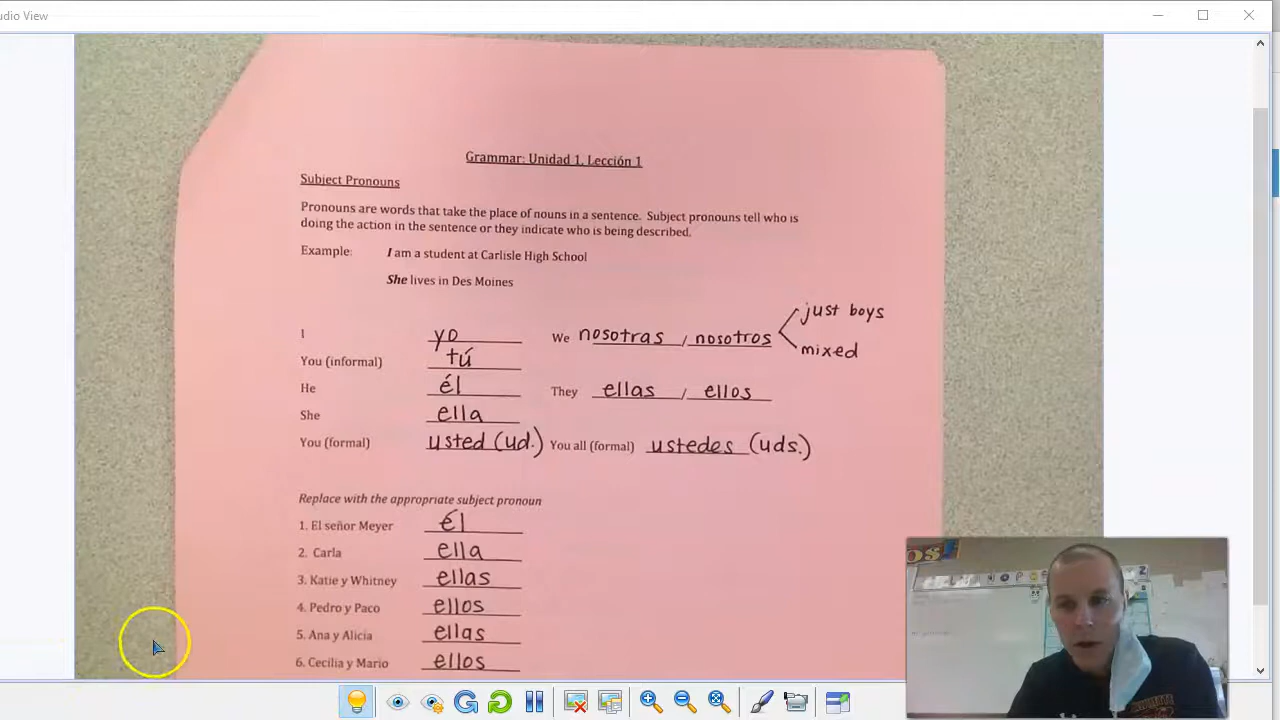 udio View
Grammar: Unidad 1, Lección 1
Subject Pronouns
Pronouns are words that take the place of nouns in a sentence. Subject pronouns tell who is
doing the action in the sentence or they indicate who is being described.
Example: I am a student at Carlisle High School
She lives in Des Moines
I yo We nosotras / nosotros just boys
mixed
You (informal) tú
He él They ellas / ellos
She ella
You (formal) usted (ud.) You all (formal) ustedes (uds.)
Replace with the appropriate subject pronoun
1. El señor Meyer él
2. Carla ella
3. Katie y Whitney ellas
4. Pedro y Paco ellos
5. Ana y Alicia ellas
6. Cecilia y Mario ellos